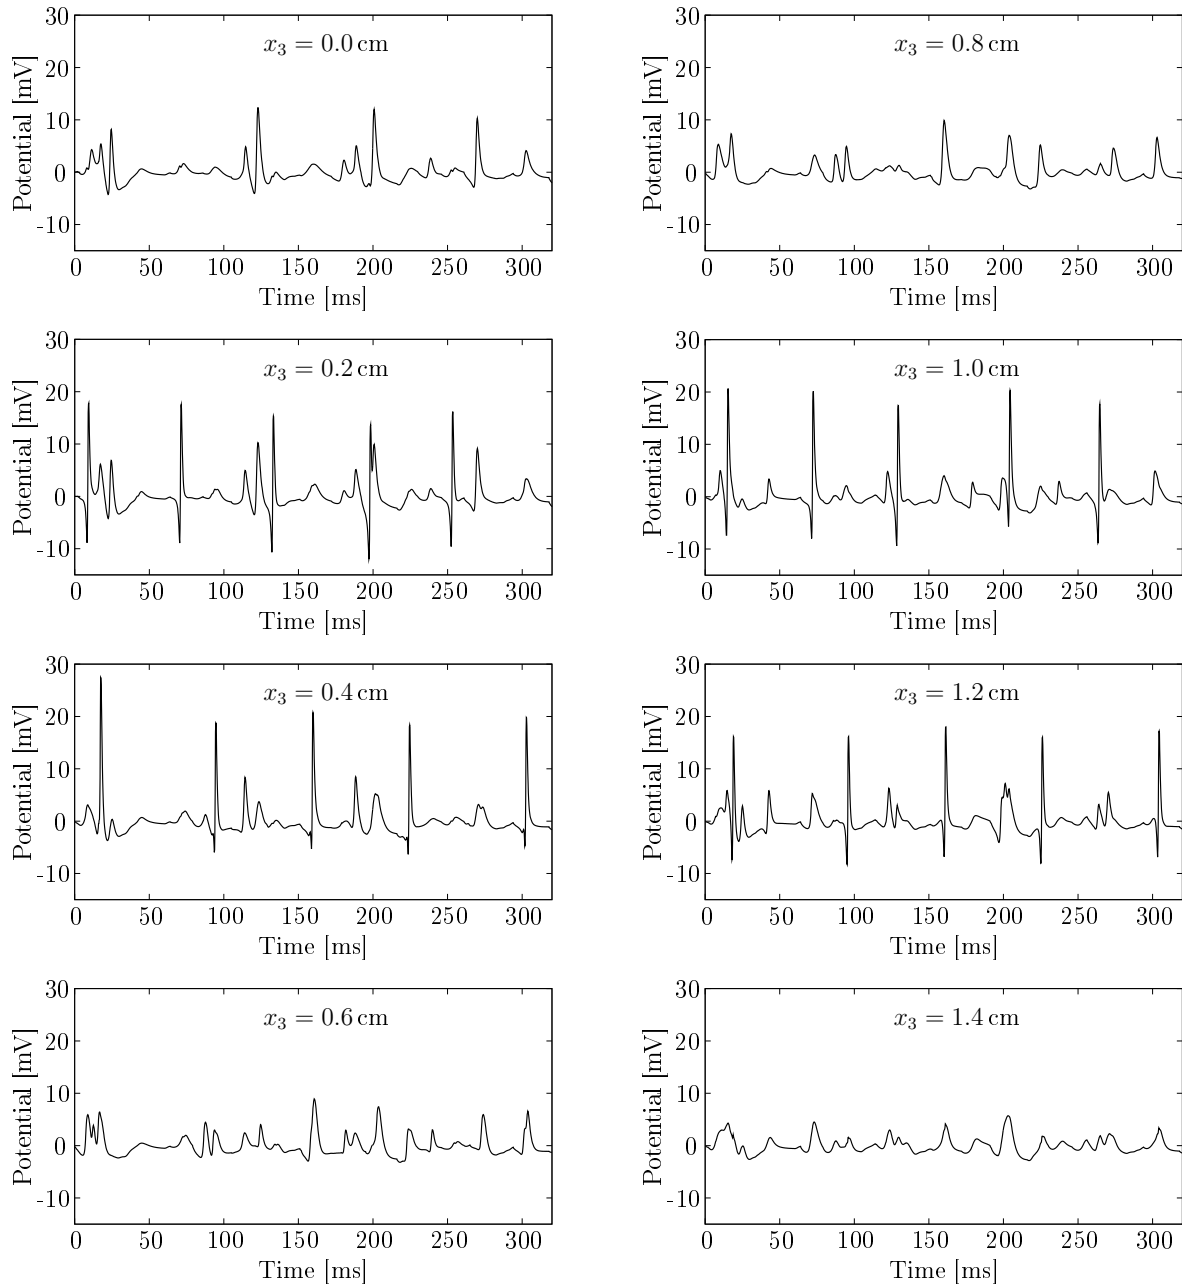 30
20
10
0
-10
Potential [mV]
x₃ = 0.0 cm
0 50 100 150 200 250 300
Time [ms]
30
20
10
0
-10
Potential [mV]
x₃ = 0.8 cm
0 50 100 150 200 250 300
Time [ms]
30
20
10
0
-10
Potential [mV]
x₃ = 0.2 cm
0 50 100 150 200 250 300
Time [ms]
30
20
10
0
-10
Potential [mV]
x₃ = 1.0 cm
0 50 100 150 200 250 300
Time [ms]
30
20
10
0
-10
Potential [mV]
x₃ = 0.4 cm
0 50 100 150 200 250 300
Time [ms]
30
20
10
0
-10
Potential [mV]
x₃ = 1.2 cm
0 50 100 150 200 250 300
Time [ms]
30
20
10
0
-10
Potential [mV]
x₃ = 0.6 cm
0 50 100 150 200 250 300
Time [ms]
30
20
10
0
-10
Potential [mV]
x₃ = 1.4 cm
0 50 100 150 200 250 300
Time [ms]